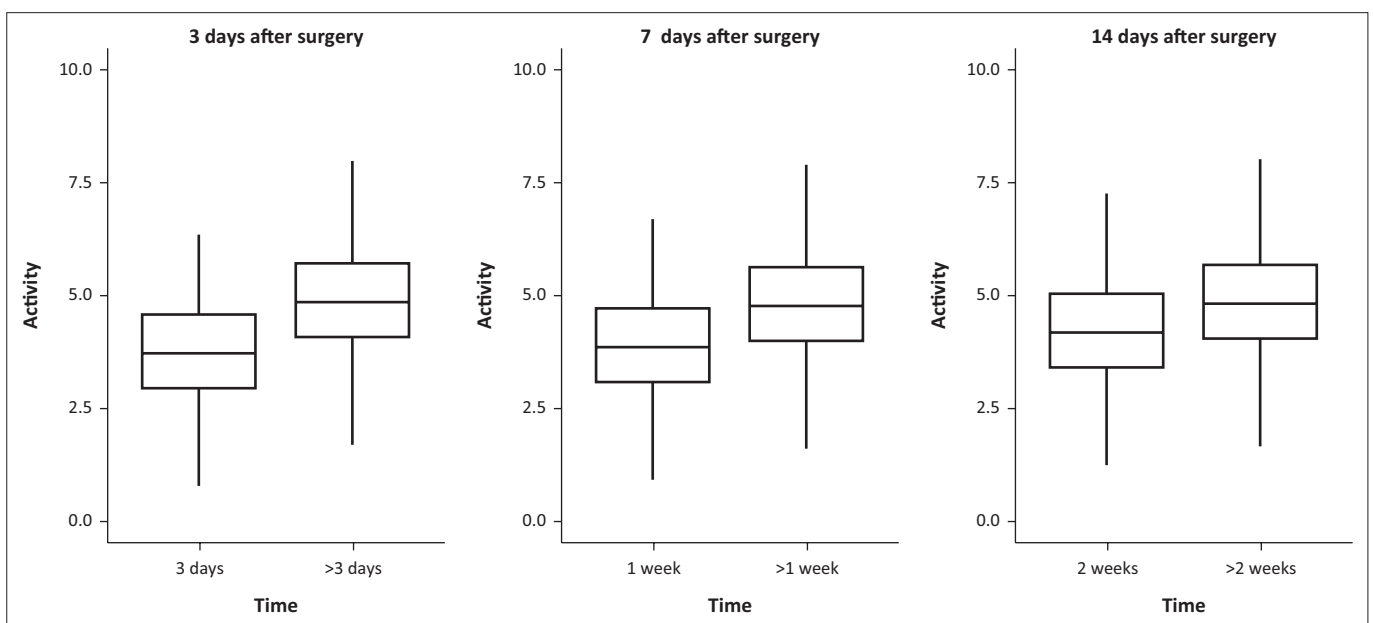 3 days after surgery
10.0
7.5
5.0
2.5
0.0
Activity
3 days
>3 days
Time
7 days after surgery
10.0
7.5
5.0
2.5
0.0
Activity
1 week
>1 week
Time
14 days after surgery
10.0
7.5
5.0
2.5
0.0
Activity
2 weeks
>2 weeks
Time